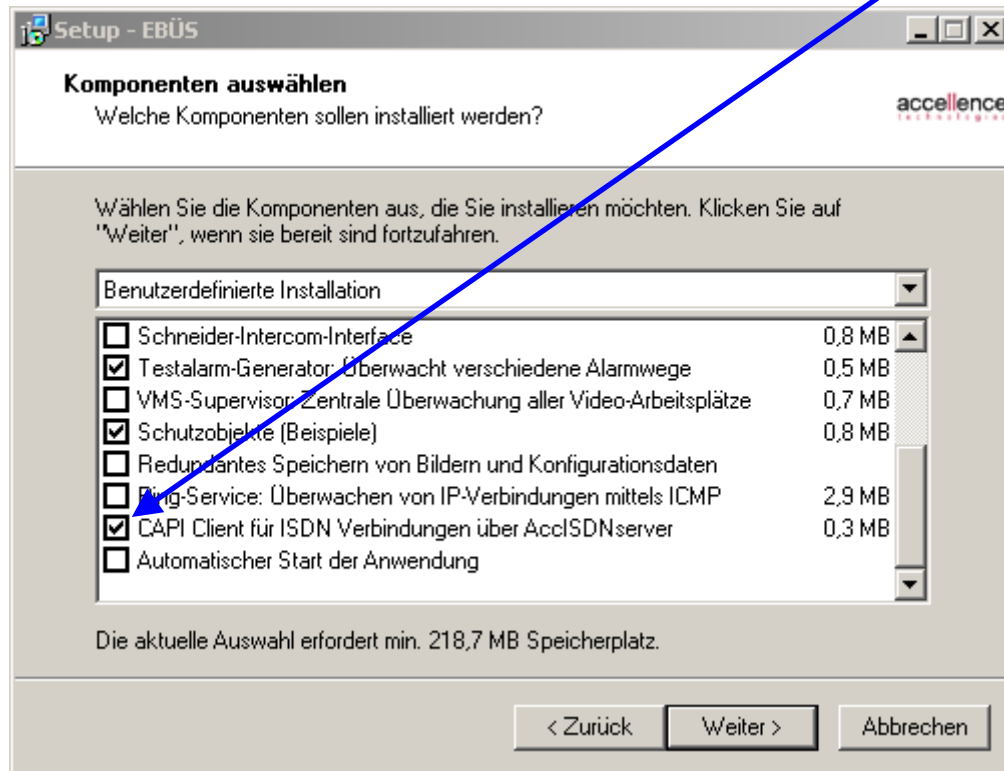 Setup - EBÜS
Komponenten auswählen
Welche Komponenten sollen installiert werden?
accellence
technologies
Wählen Sie die Komponenten aus, die Sie installieren möchten. Klicken Sie auf
"Weiter", wenn sie bereit sind fortzufahren.
Benutzerdefinierte Installation
Schneider-Intercom-Interface 0,8 MB
Testalarm-Generator: Überwacht verschiedene Alarmwege 0,5 MB
VMS-Supervisor: Zentrale Überwachung aller Video-Arbeitsplätze 0,7 MB
Schutzobjekte (Beispiele) 0,8 MB
Redundantes Speichern von Bildern und Konfigurationsdaten
Ping-Service: Überwachen von IP-Verbindungen mittels ICMP 2,9 MB
CAPI Client für ISDN Verbindungen über AccISDNserver 0,3 MB
Automatischer Start der Anwendung
Die aktuelle Auswahl erfordert min. 218,7 MB Speicherplatz.
< Zurück Weiter > Abbrechen